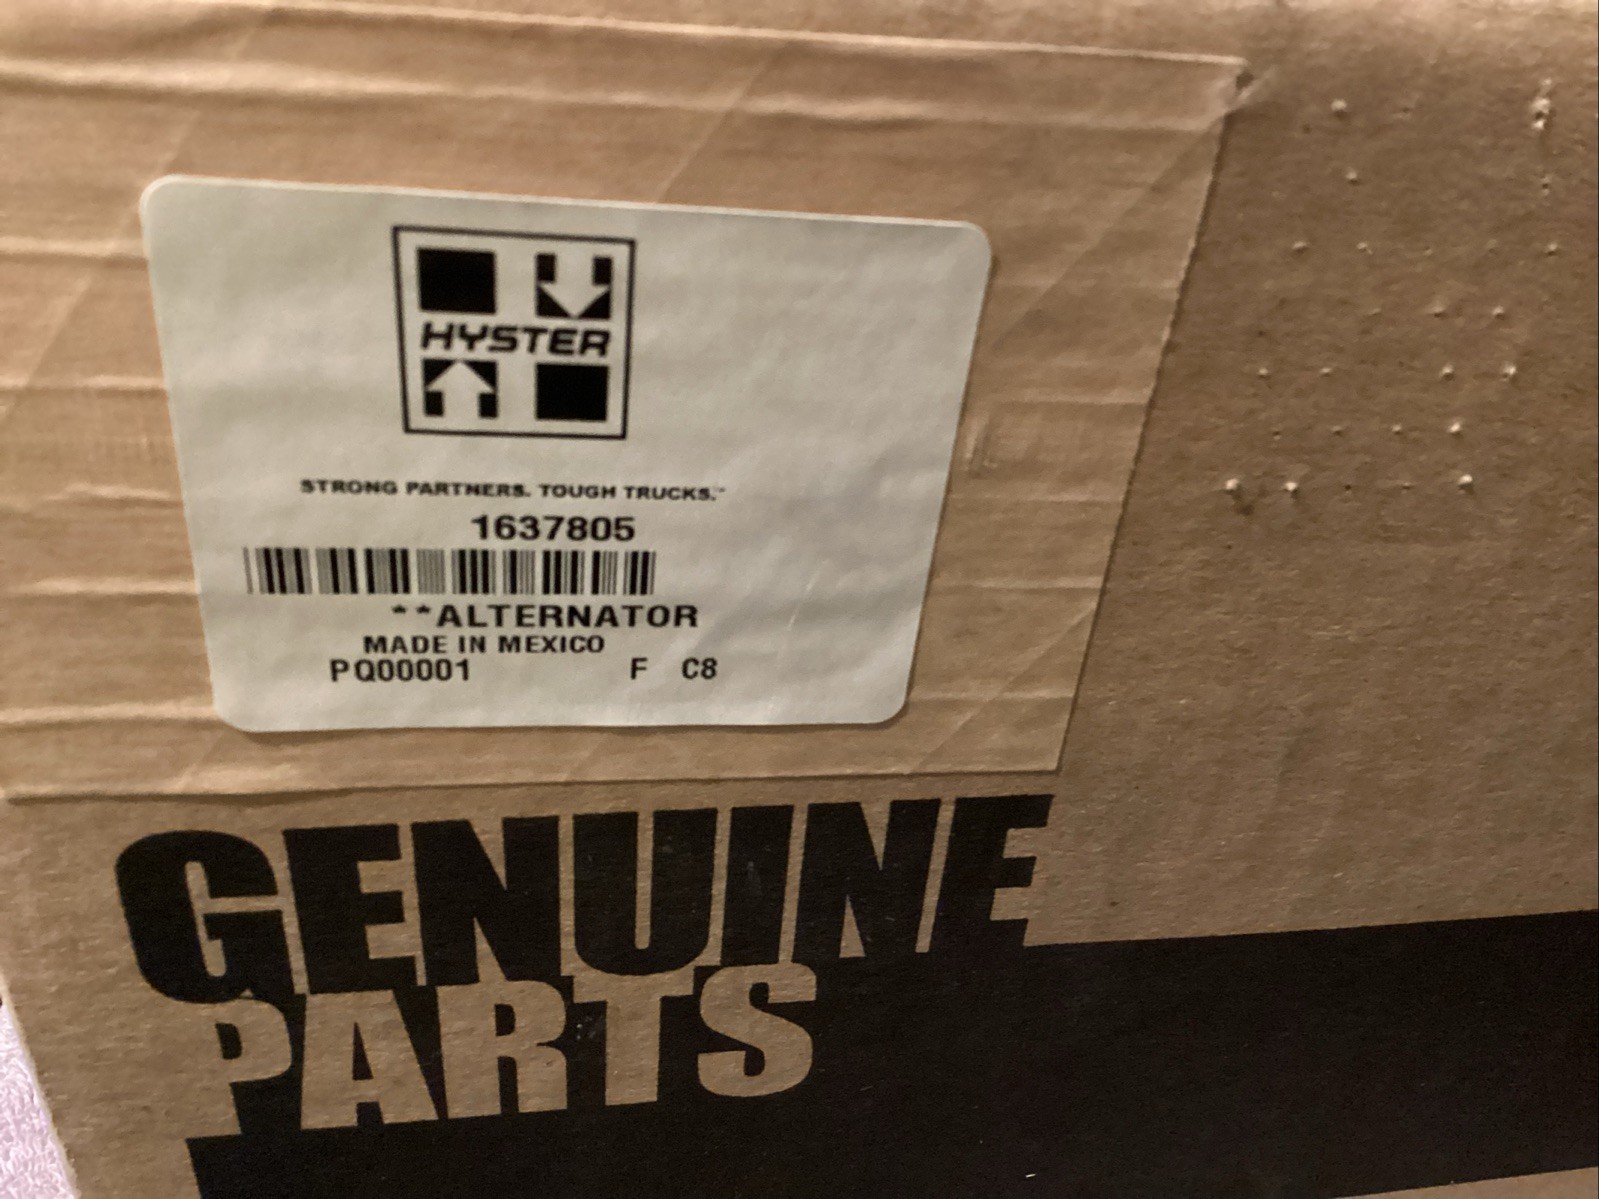 HYSTER
STRONG PARTNERS. TOUGH TRUCKS.™
1637805
**ALTERNATOR
MADE IN MEXICO
PQ00001 F C8
GENUINE
PARTS